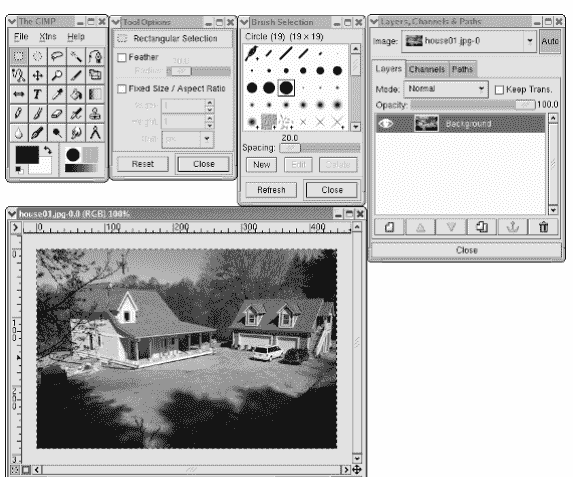 The GIMP
File Xtns Help
Tool Options
Rectangular Selection
Feather
Fixed Size / Aspect Ratio
Reset Close
Brush Selection
Circle (19) (19 x 19)
Spacing: 20.0
New Edit Delete
Refresh Close
Layers, Channels & Paths
Image: house01.jpg-0 Auto
Layers Channels Paths
Mode: Normal Keep Trans.
Opacity: 100.0
Background
Close
house01.jpg-0.0 (RGB) 100%
0 100 200 300 400